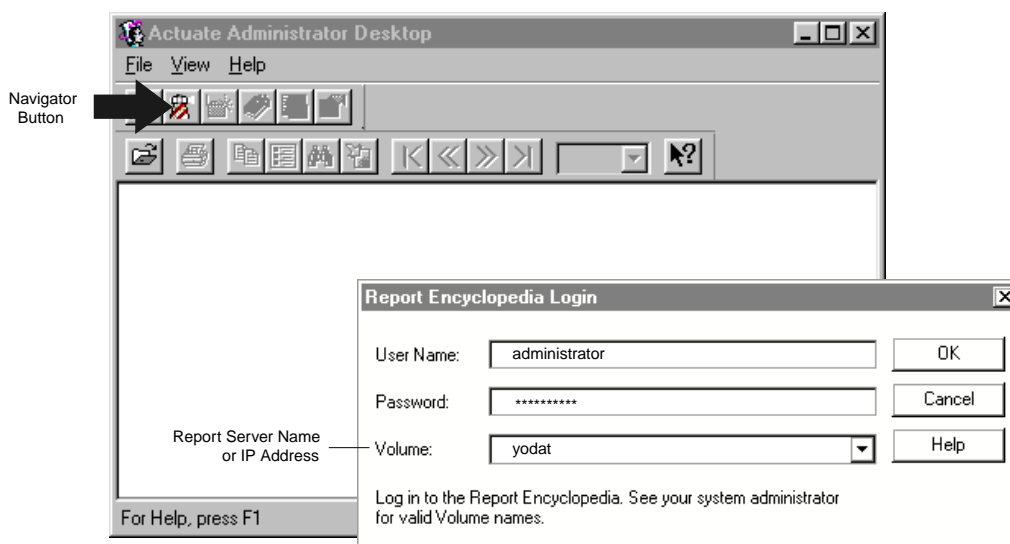 Actuate Administrator Desktop
File View Help
Navigator
Button
Report Encyclopedia Login
User Name: administrator OK
Password: ********** Cancel
Report Server Name
or IP Address
Volume: yodat Help
Log in to the Report Encyclopedia. See your system administrator
for valid Volume names.
For Help, press F1